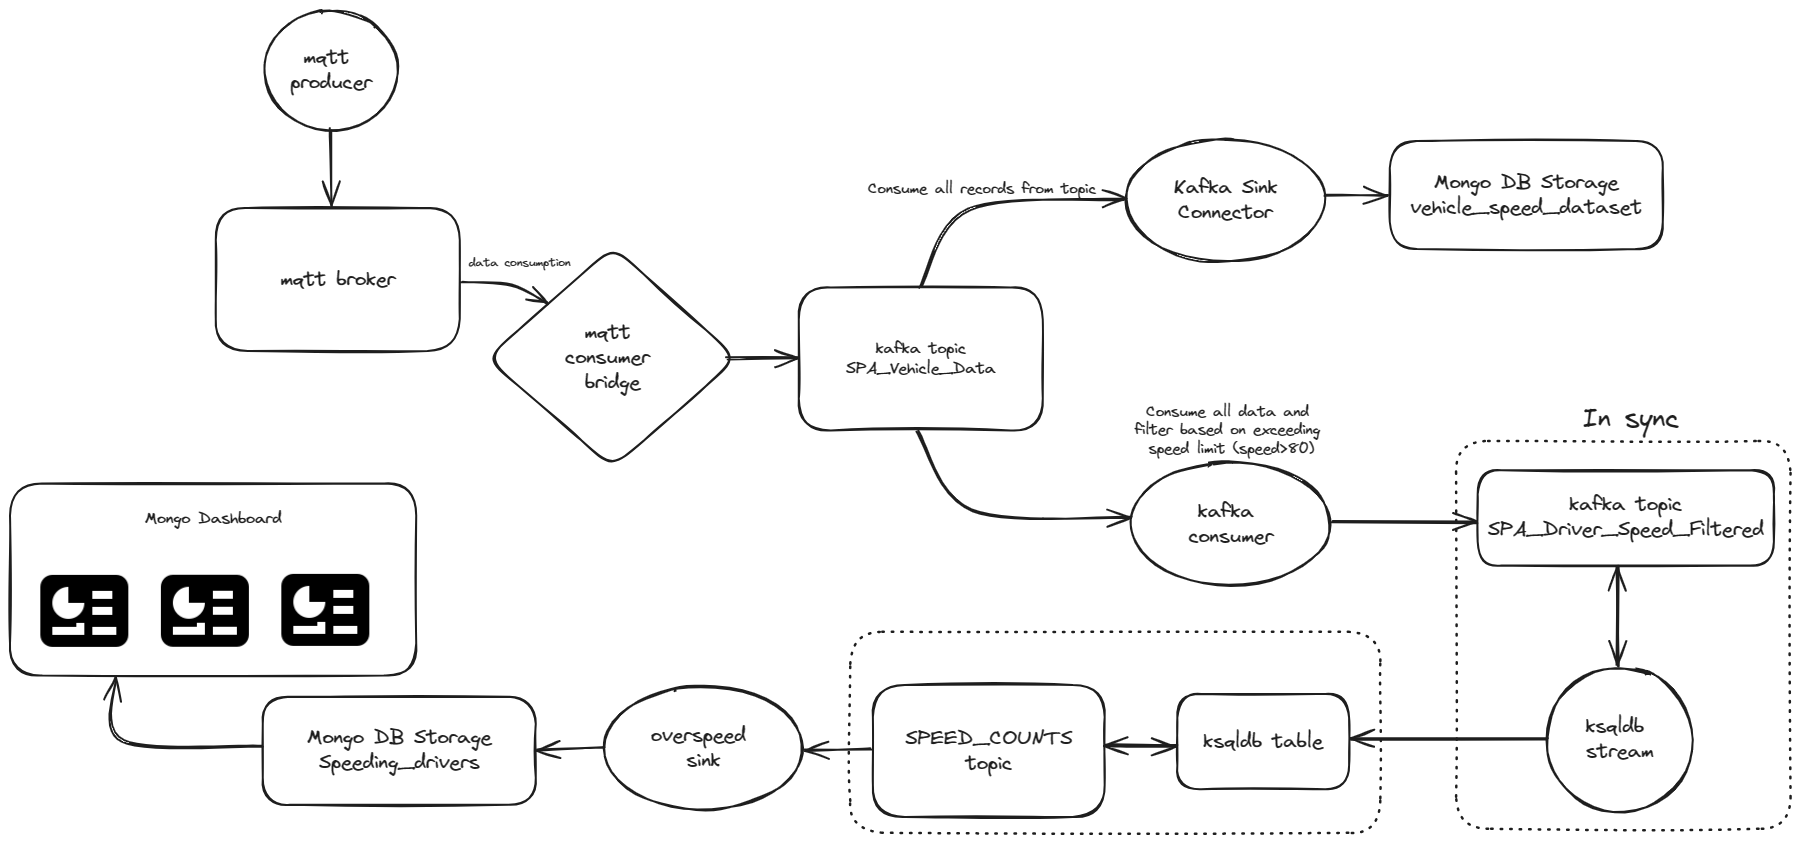 mqtt
producer
mqtt broker
data consumption
mqtt
consumer
bridge
kafka topic
SPA_Vehicle_Data
Consume all records from topic
Kafka Sink
Connector
Mongo DB Storage
vehicle_speed_dataset
Consume all data and
filter based on exceeding
speed limit (speed>80)
kafka
consumer
In sync
kafka topic
SPA_Driver_Speed_Filtered
ksqldb
stream
ksqldb table
SPEED_COUNTS
topic
overspeed
sink
Mongo DB Storage
Speeding_drivers
Mongo Dashboard